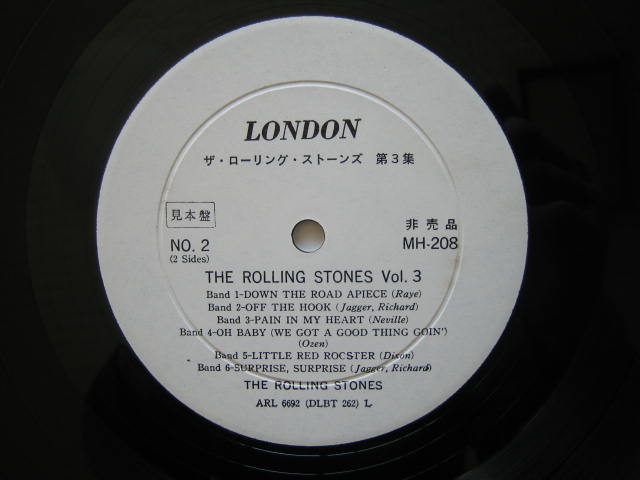 LONDON
ザ・ローリング・ストーンズ 第3集
見本盤 非売品
NO. 2 MH-208
(2 Sides)
THE ROLLING STONES Vol. 3
Band 1-DOWN THE ROAD APIECE (Raye)
Band 2-OFF THE HOOK (Jagger, Richard)
Band 3-PAIN IN MY HEART (Neville)
Band 4-OH BABY (WE GOT A GOOD THING GOIN')
(Ozen)
Band 5-LITTLE RED ROOSTER (Dixon)
Band 6-SURPRISE, SURPRISE (Jagger, Richard)
THE ROLLING STONES
ARL 6692 (DLBT 262) L